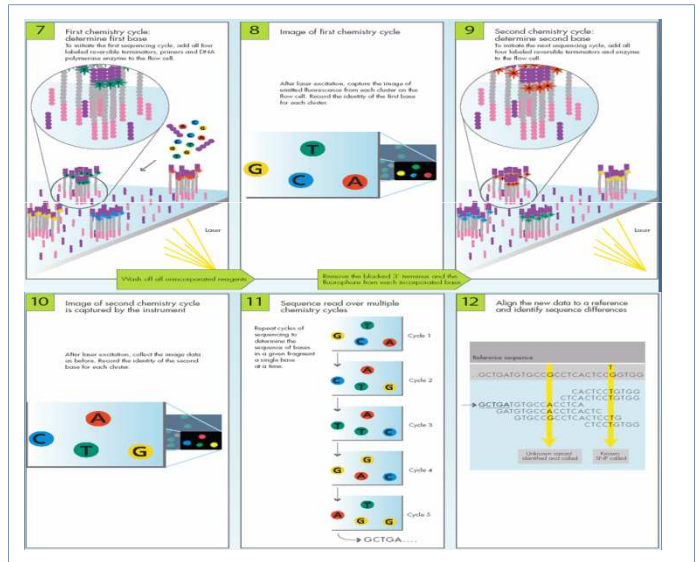 7
First chemistry cycle:
determine first base
To initiate the first sequencing cycle, add all four
labeled reversible terminators, primers and DNA
polymerase enzyme to the flow cell.
C
A
G
A
C
G
C
G
Laser
Wash off all unincorporated reagents
8
Image of first chemistry cycle
After laser excitation, capture the image of
emitted fluorescence from each cluster on the
flow cell. Record the identity of the first base
for each cluster.
T
G
C
A
Remove the blocked 3' terminus and the
fluorophore from each incorporated base
9
Second chemistry cycle:
determine second base
To initiate the next sequencing cycle, add all
four labeled reversible terminators and enzyme
to the flow cell.
Laser
10
Image of second chemistry cycle
is captured by the instrument
After laser excitation, collect the image data
as before. Record the identity of the second
base for each cluster.
A
C
T
G
11
Sequence read over multiple
chemistry cycles
Repeat cycles of
sequencing to
determine the
sequence of bases
in a given fragment
a single base
at a time.
T
G C A
Cycle 1
A
C T G
Cycle 2
A
T T C
Cycle 3
G
G A C
Cycle 4
T
A G G
Cycle 5
GCTGA....
12
Align the new data to a reference
and identify sequence differences
Reference sequence
T
..GCTGATGTGCCGCCTCACTCCGGTGG
CACTCCTGTGG
CTCACTCCTGTGG
GCTGATGTGCCACCTCA
GATGTGCCACCTCACTC
GTGCCGCCTCACTCCTG
CTCCTGTGG
Unknown variant
identified and called
Known
SNP called